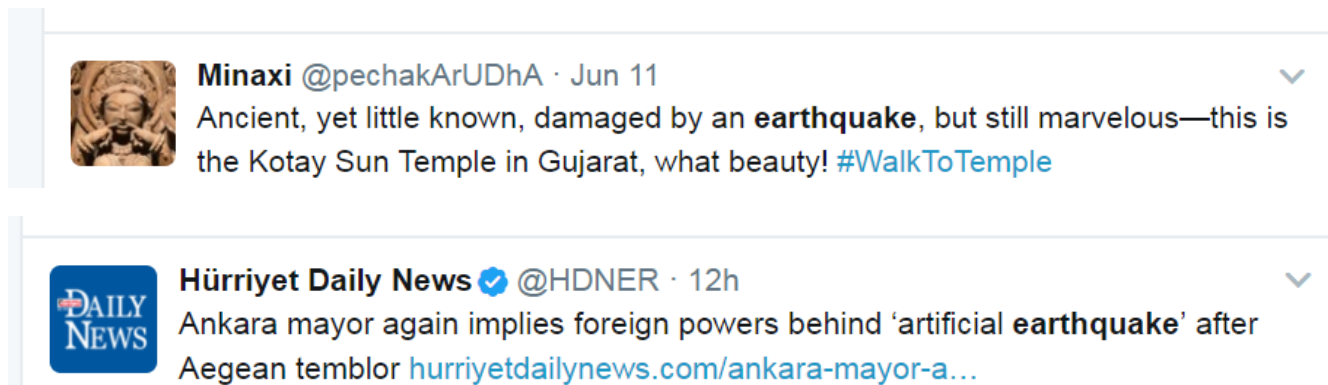 Minaxi @pechakArUDhA · Jun 11
Ancient, yet little known, damaged by an earthquake, but still marvelous—this is
the Kotay Sun Temple in Gujarat, what beauty! #WalkToTemple
Hürriyet Daily News @HDNER · 12h
DAILY
NEWS
Ankara mayor again implies foreign powers behind ‘artificial earthquake’ after
Aegean temblor hurriyetdailynews.com/ankara-mayor-a…